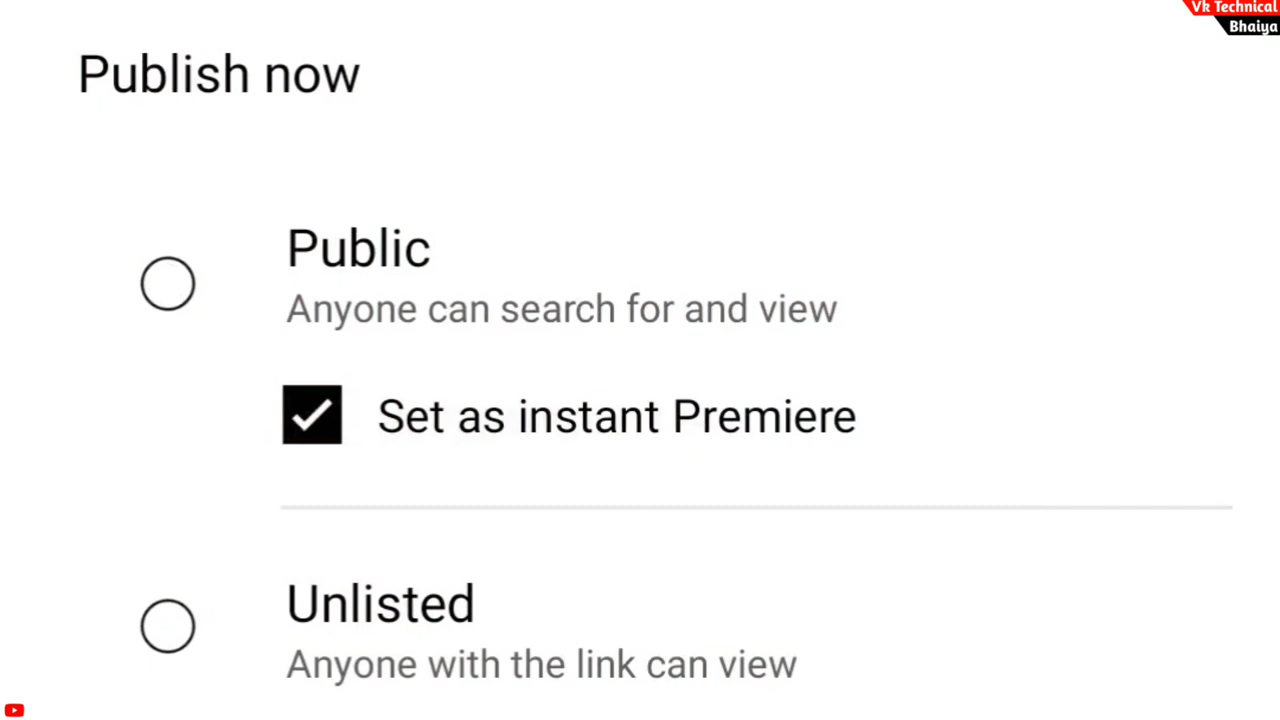 Vk Technical
Bhaiya
Publish now
Public
Anyone can search for and view
Set as instant Premiere
Unlisted
Anyone with the link can view